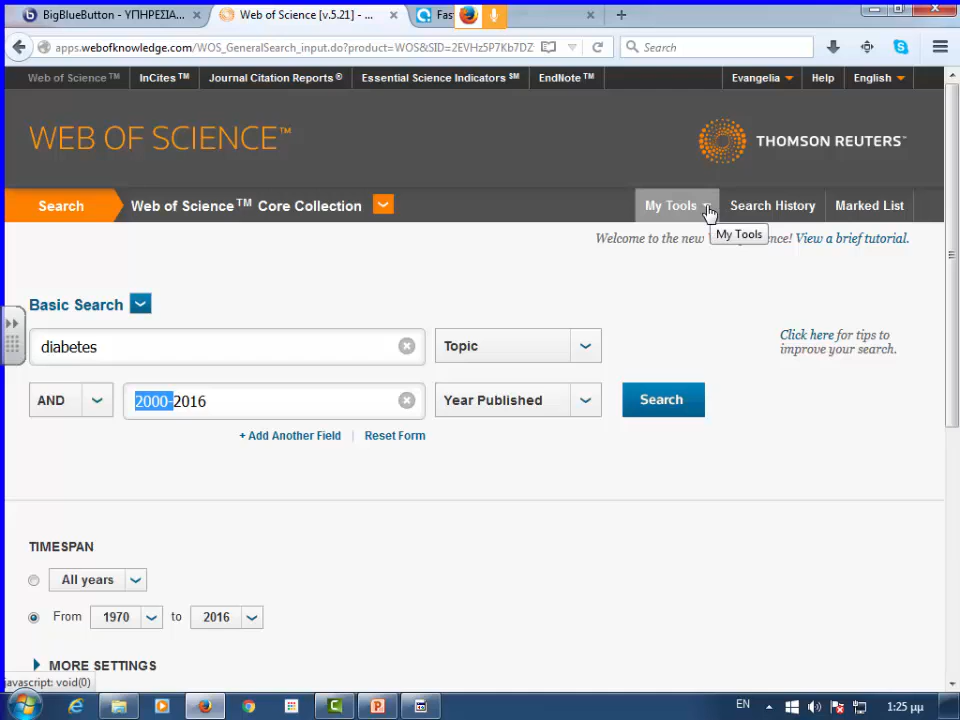 BigBlueButton - ΥΠΗΡΕΣΙΑ...
Web of Science [v.5.21] - ...
Fas
apps.webofknowledge.com/WOS_GeneralSearch_input.do?product=WOS&SID=2EVHz5P7Kb7DZ
Search
Web of Science™ InCites™ Journal Citation Reports® Essential Science Indicators℠ EndNote™ Evangelia Help English
WEB OF SCIENCE™
THOMSON REUTERS™
Search Web of Science™ Core Collection My Tools Search History Marked List
My Tools
Welcome to the new ence! View a brief tutorial.
Basic Search
diabetes Topic
Click here for tips to
improve your search.
AND 2000-2016 Year Published Search
+ Add Another Field | Reset Form
TIMESPAN
All years
From 1970 to 2016
MORE SETTINGS
javascript: void(0)
EN 1:25 μμ